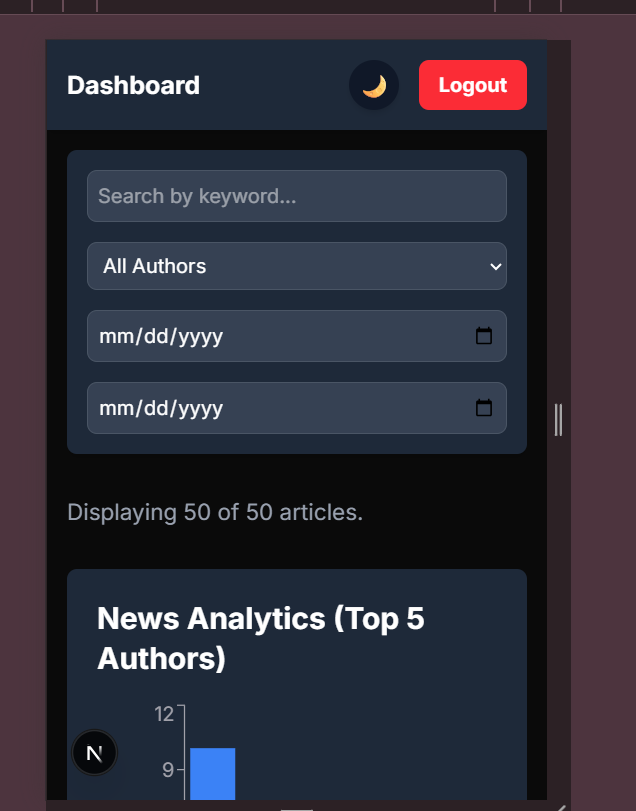 Dashboard
Logout
Search by keyword...
All Authors
mm/dd/yyyy
mm/dd/yyyy
Displaying 50 of 50 articles.
News Analytics (Top 5
Authors)
12
9
N